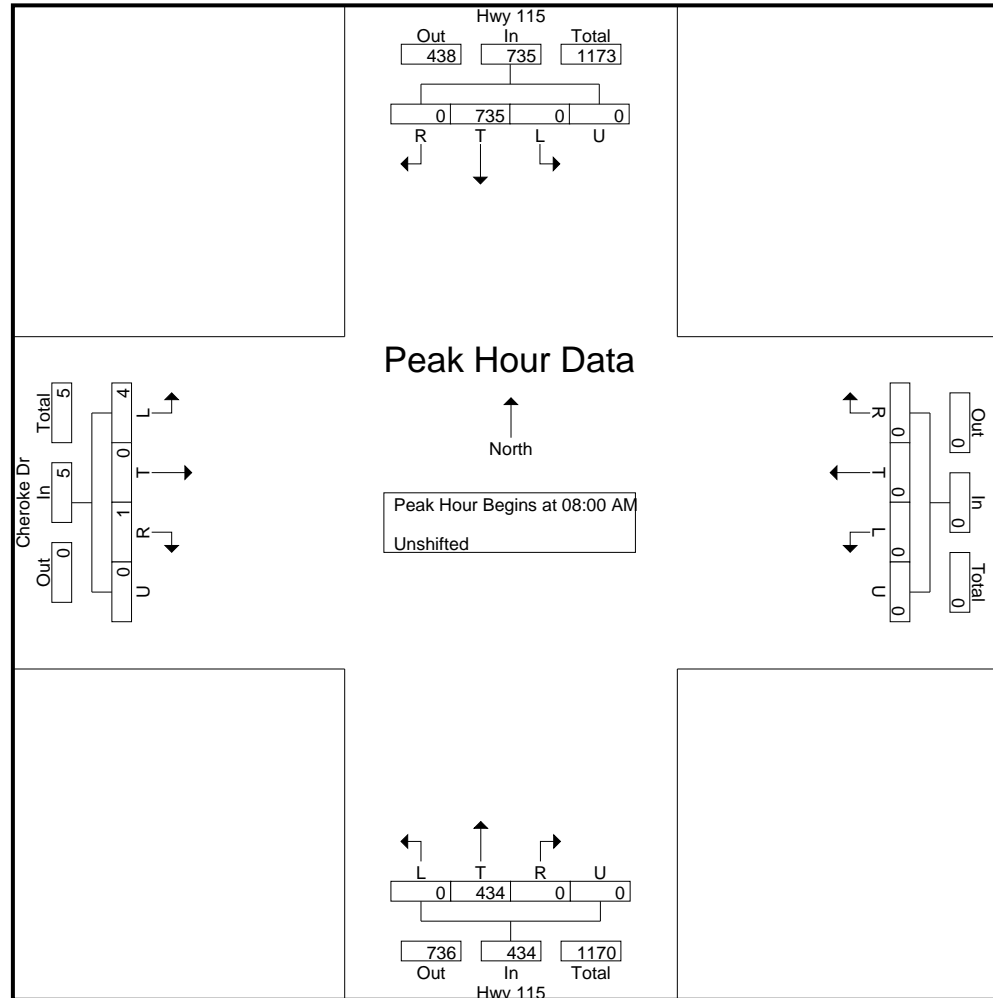 Hwy 115
Out In Total
438 735 1173
0 735 0 0
R T L U
Peak Hour Data
North
Peak Hour Begins at 08:00 AM
Unshifted
Cheroke Dr
Total In Out
5 5 0
4 0 1 0
L T R U
R T L U
0 0 0 0
Out In Total
0 0 0
L T R U
0 434 0 0
736 434 1170
Out In Total
Hwy 115